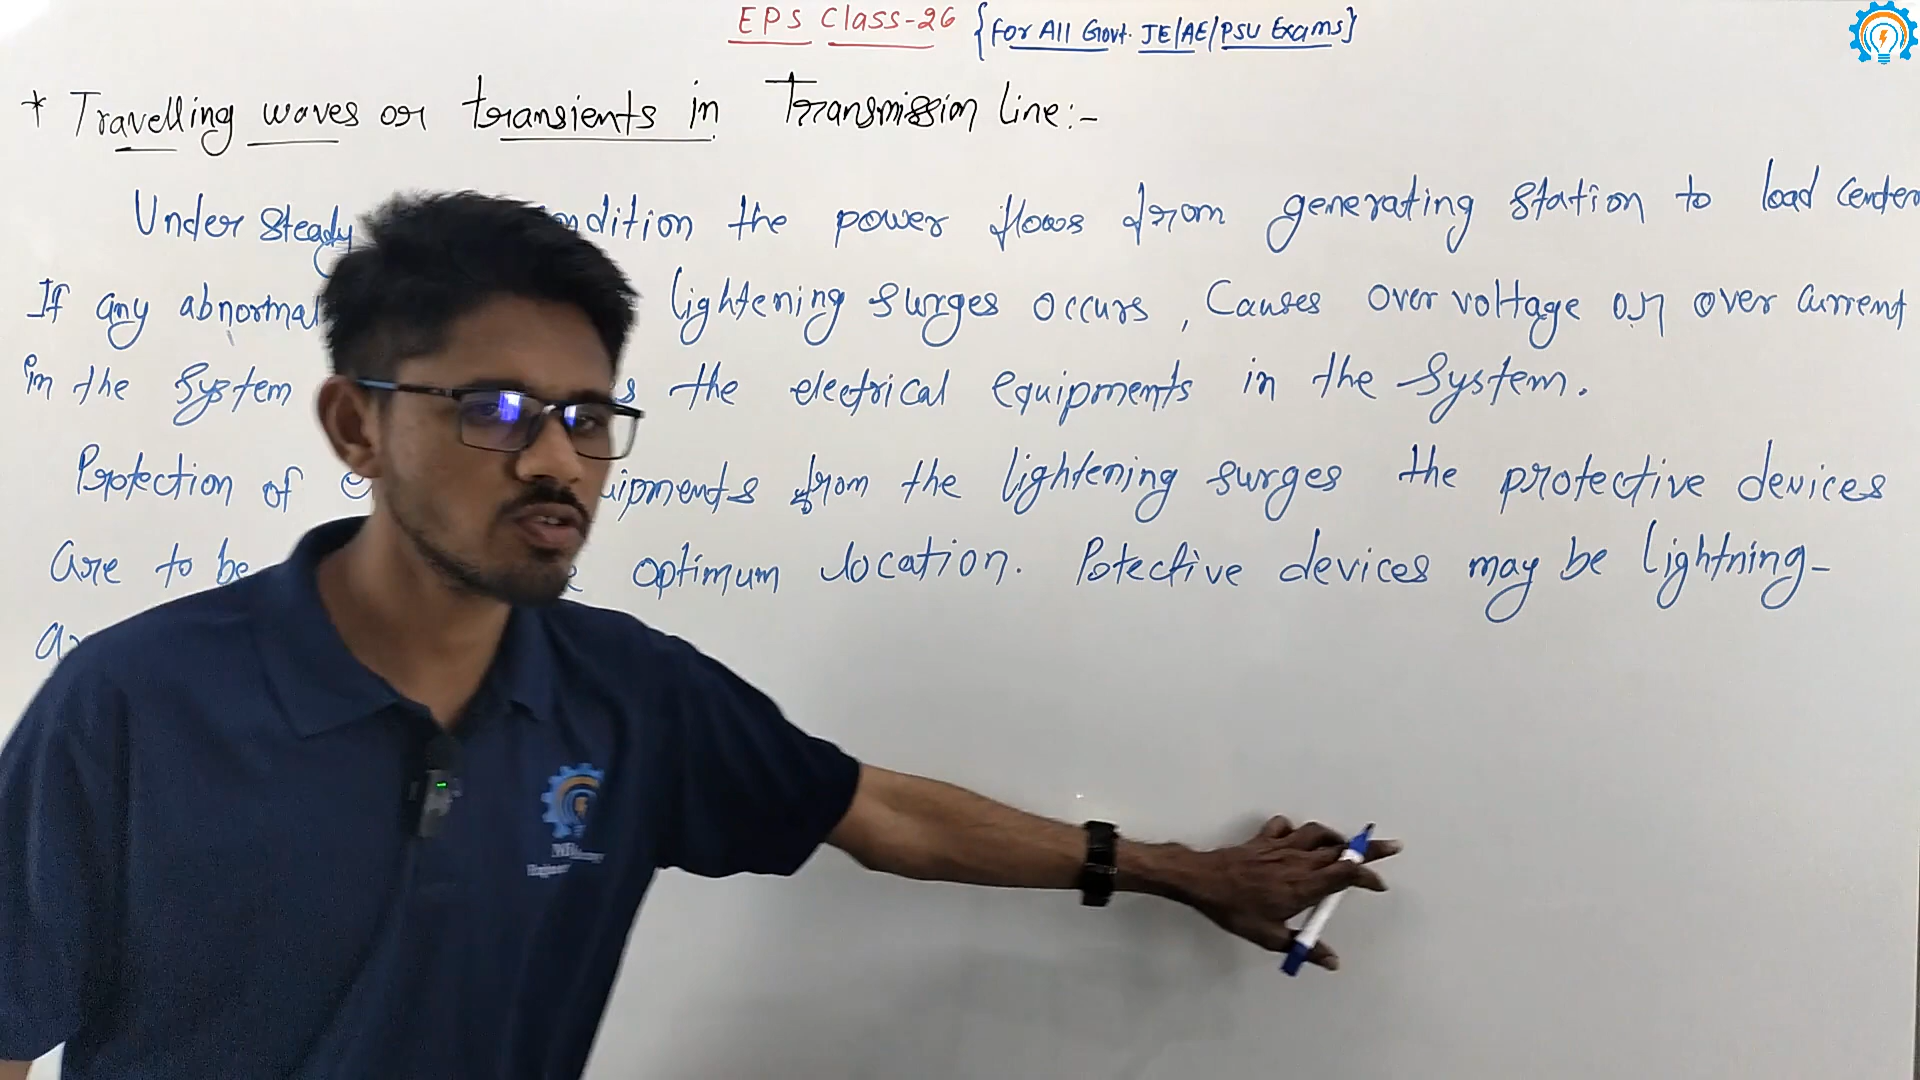 EPS Class-26 {For All Govt. JE/AE/PSU Exams}
* Travelling waves or transients in Transmission line:-
Under steady ndition the power flows from generating station to load center
If any abnormal lightening surges occurs, Causes over voltage or over current
in the system s the electrical equipments in the system.
Protection of uipments from the lightening surges the protective devices
are to be optimum location. Potective devices may be lightning-